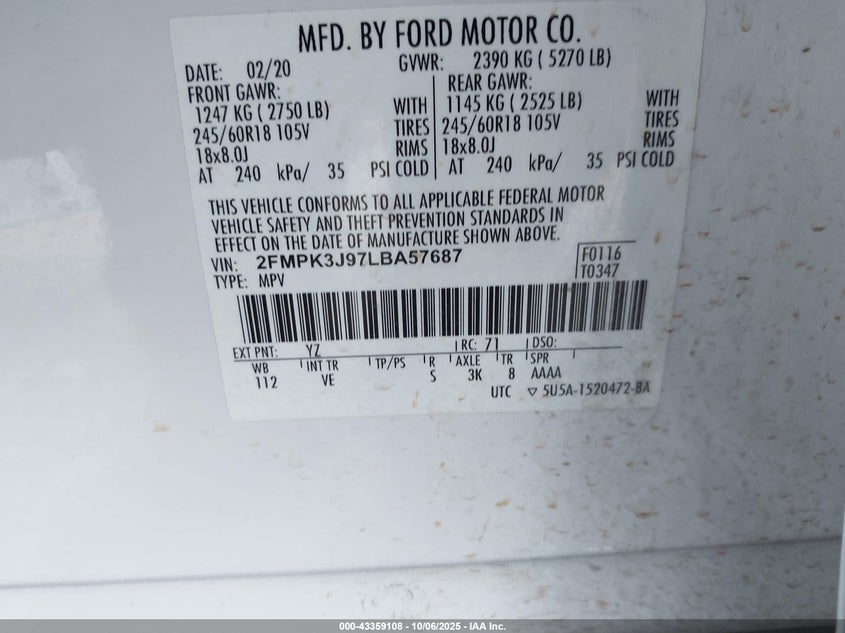 MFD. BY FORD MOTOR CO.
DATE: 02/20 GVWR: 2390 KG ( 5270 LB)
FRONT GAWR: REAR GAWR:
1247 KG ( 2750 LB) WITH 1145 KG ( 2525 LB) WITH
245/60R18 105V TIRES 245/60R18 105V TIRES
18x8.0J RIMS 18x8.0J RIMS
AT 240 kPa/ 35 PSI COLD AT 240 kPa/ 35 PSI COLD
THIS VEHICLE CONFORMS TO ALL APPLICABLE FEDERAL MOTOR
VEHICLE SAFETY AND THEFT PREVENTION STANDARDS IN
EFFECT ON THE DATE OF MANUFACTURE SHOWN ABOVE.
VIN: 2FMPK3J97LBA57687 F0116
TYPE: MPV T0347
EXT PNT: YZ RC: 71 DSO:
WB INT TR TP/PS R AXLE TR SPR
112 VE S 3K 8 AAAA
UTC ▽ 5U5A-1520472-BA
000-43359108 - 10/06/2025 - IAA Inc.